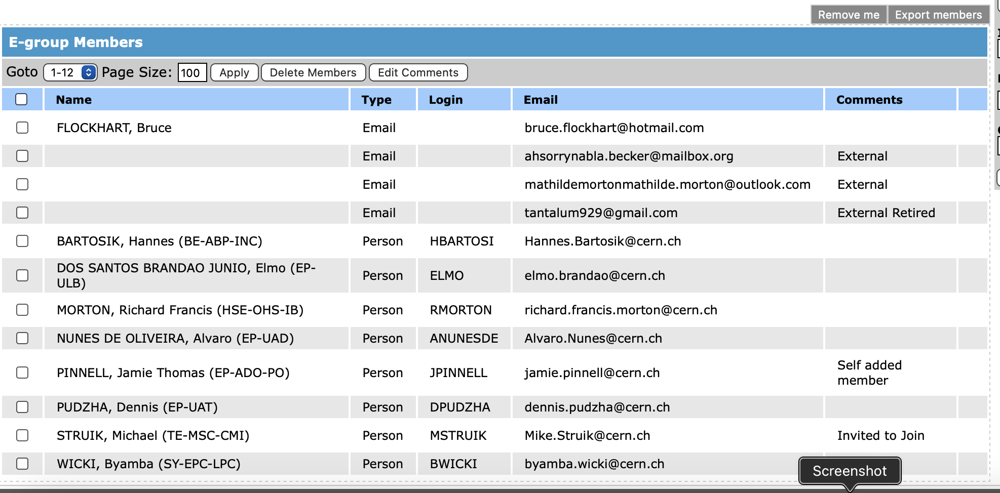 Remove me Export members
E-group Members
Goto 1-12 Page Size: 100 Apply Delete Members Edit Comments
Name Type Login Email Comments
FLOCKHART, Bruce Email bruce.flockhart@hotmail.com
Email ahsorrynabla.becker@mailbox.org External
Email mathildemortonmathilde.morton@outlook.com External
Email tantalum929@gmail.com External Retired
BARTOSIK, Hannes (BE-ABP-INC) Person HBARTOSI Hannes.Bartosik@cern.ch
DOS SANTOS BRANDAO JUNIO, Elmo (EP-
ULB) Person ELMO elmo.brandao@cern.ch
MORTON, Richard Francis (HSE-OHS-IB) Person RMORTON richard.francis.morton@cern.ch
NUNES DE OLIVEIRA, Alvaro (EP-UAD) Person ANUNESDE Alvaro.Nunes@cern.ch
PINNELL, Jamie Thomas (EP-ADO-PO) Person JPINNELL jamie.pinnell@cern.ch Self added
member
PUDZHA, Dennis (EP-UAT) Person DPUDZHA dennis.pudzha@cern.ch
STRUIK, Michael (TE-MSC-CMI) Person MSTRUIK Mike.Struik@cern.ch Invited to Join
WICKI, Byamba (SY-EPC-LPC) Person BWICKI byamba.wicki@cern.ch
Screenshot